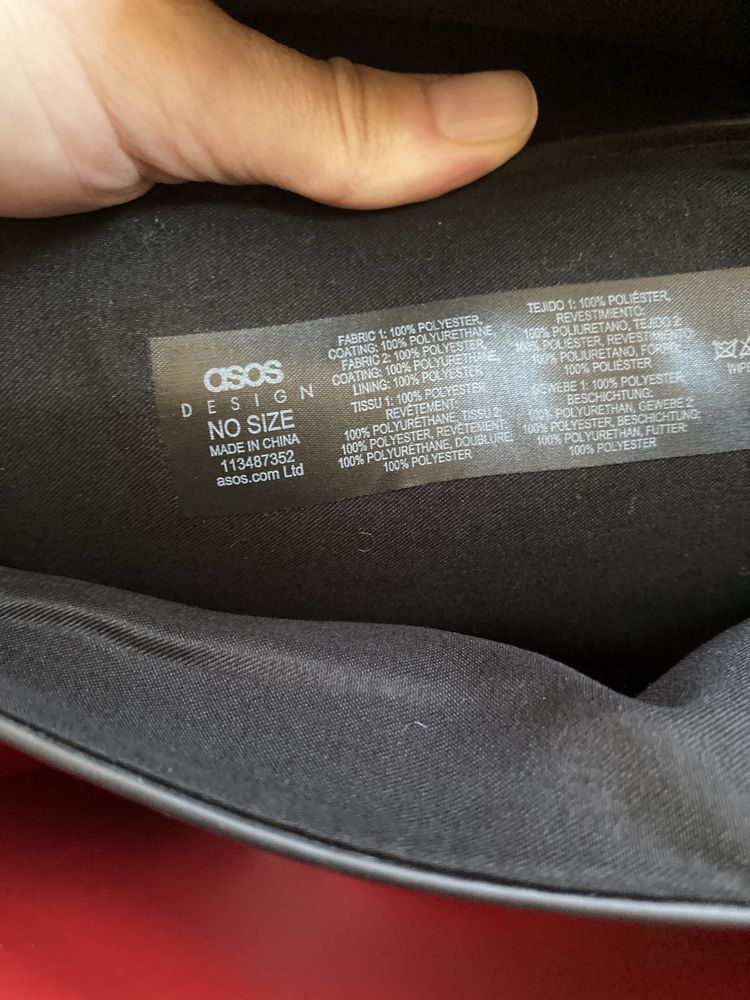 asos
DESIGN
NO SIZE
MADE IN CHINA
113487352
asos.com Ltd
FABRIC 1: 100% POLYESTER,
COATING: 100% POLYURETHANE
FABRIC 2: 100% POLYESTER,
COATING: 100% POLYURETHANE,
LINING: 100% POLYESTER
TISSU 1: 100% POLYESTER
REVÊTEMENT:
100% POLYURÉTHANE, TISSU 2:
100% POLYESTER, REVÊTEMENT:
100% POLYURÉTHANE, DOUBLURE:
100% POLYESTER
TEJIDO 1: 100% POLIÉSTER,
REVESTIMIENTO:
100% POLIURETANO, TEJIDO 2:
100% POLIÉSTER, REVESTIMIENTO:
100% POLIURETANO, FORRO:
100% POLIÉSTER
GEWEBE 1: 100% POLYESTER,
BESCHICHTUNG:
100% POLYURETHAN, GEWEBE 2:
100% POLYESTER, BESCHICHTUNG:
100% POLYURETHAN, FUTTER:
100% POLYESTER
WIPE